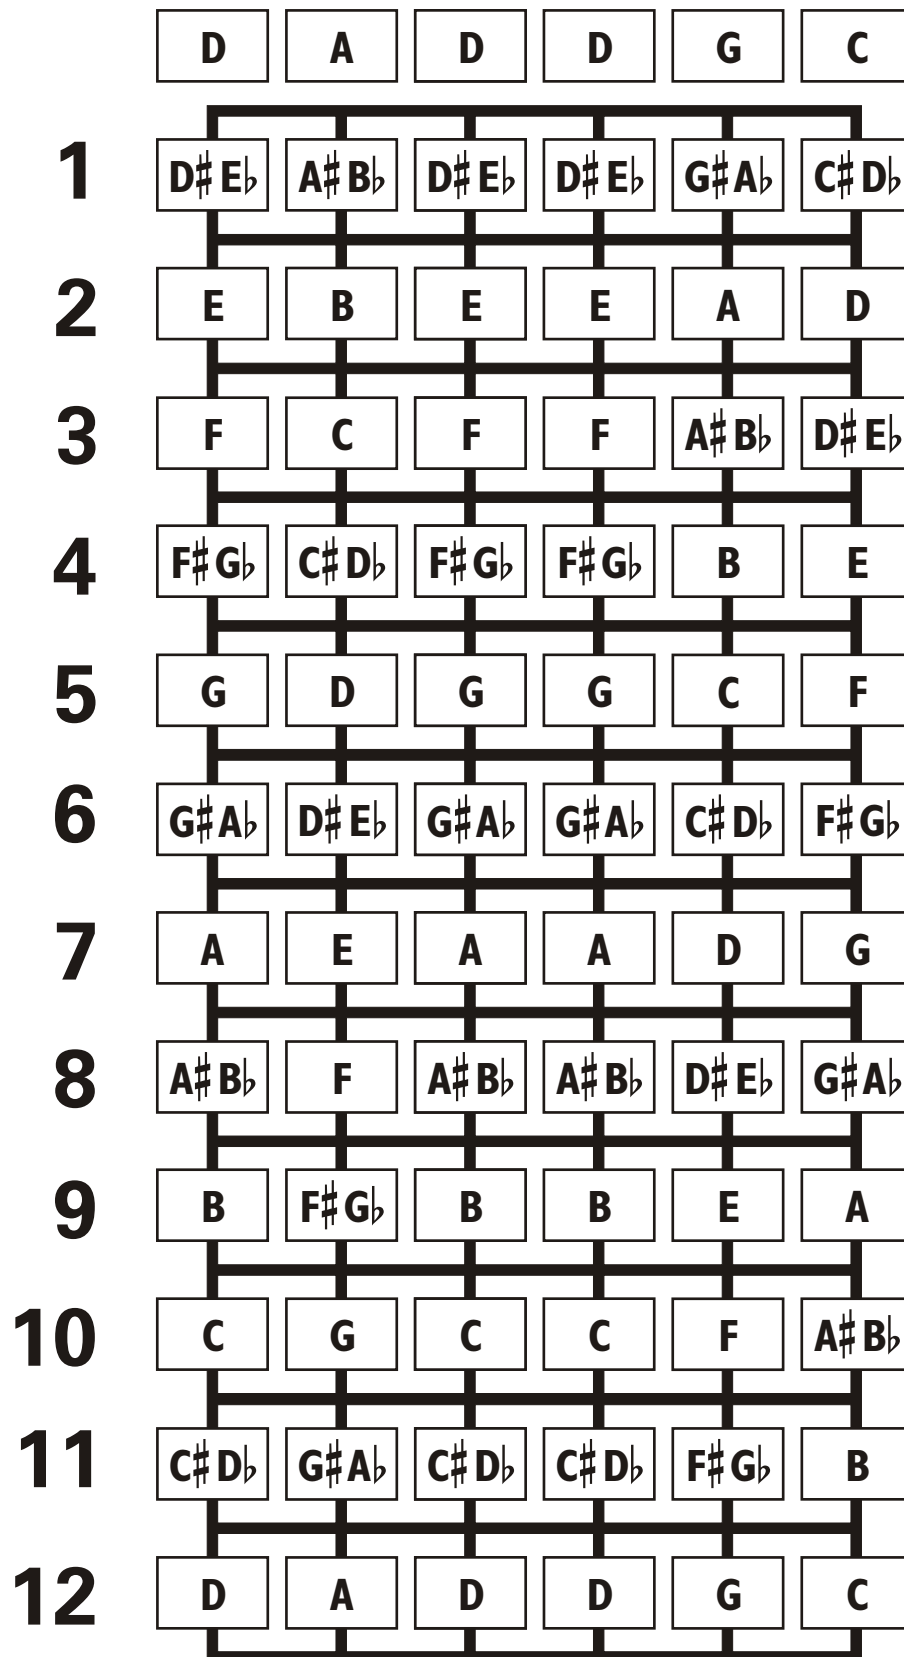 D A D D G C
1 D♯E♭ A♯B♭ D♯E♭ D♯E♭ G♯A♭ C♯D♭
2 E B E E A D
3 F C F F A♯B♭ D♯E♭
4 F♯G♭ C♯D♭ F♯G♭ F♯G♭ B E
5 G D G G C F
6 G♯A♭ D♯E♭ G♯A♭ G♯A♭ C♯D♭ F♯G♭
7 A E A A D G
8 A♯B♭ F A♯B♭ A♯B♭ D♯E♭ G♯A♭
9 B F♯G♭ B B E A
10 C G C C F A♯B♭
11 C♯D♭ G♯A♭ C♯D♭ C♯D♭ F♯G♭ B
12 D A D D G C